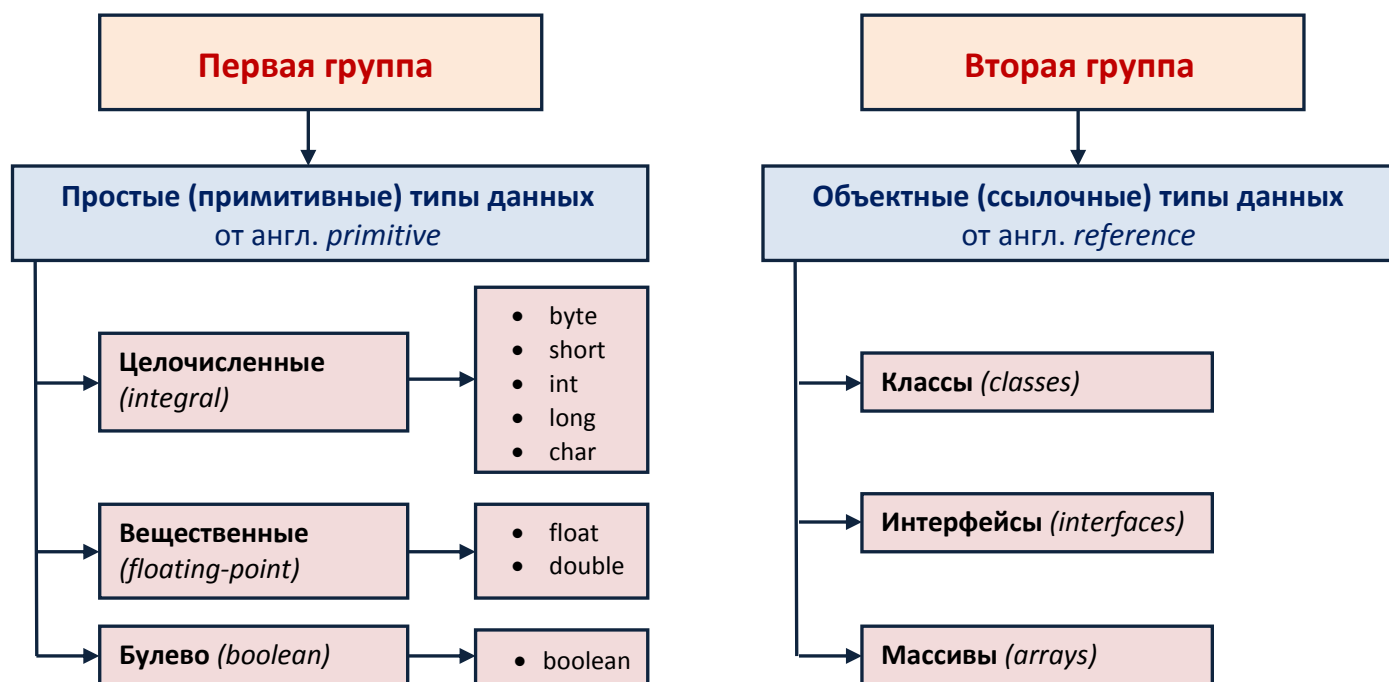 Первая группа
Простые (примитивные) типы данных
от англ. primitive
Целочисленные
(integral)
• byte
• short
• int
• long
• char
Вещественные
(floating-point)
• float
• double
Булево (boolean)
• boolean
Вторая группа
Объектные (ссылочные) типы данных
от англ. reference
Классы (classes)
Интерфейсы (interfaces)
Массивы (arrays)